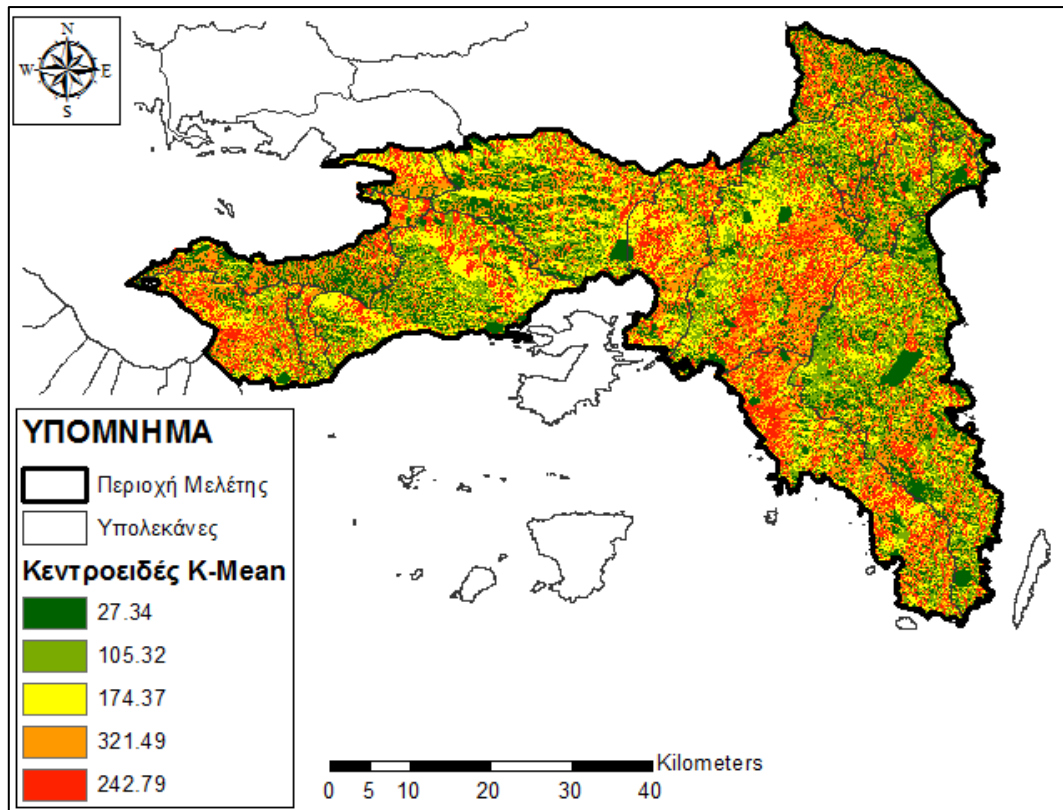 N
W E
S
ΥΠΟΜΝΗΜΑ
Περιοχή Μελέτης
Υπολεκάνες
Κεντροειδές K-Mean
27.34
105.32
174.37
321.49
242.79
Kilometers
0 5 10 20 30 40